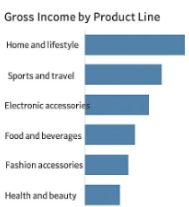 Gross Income by Product Line
Home and lifestyle
Sports and travel
Electronic accessories
Food and beverages
Fashion accessories
Health and beauty